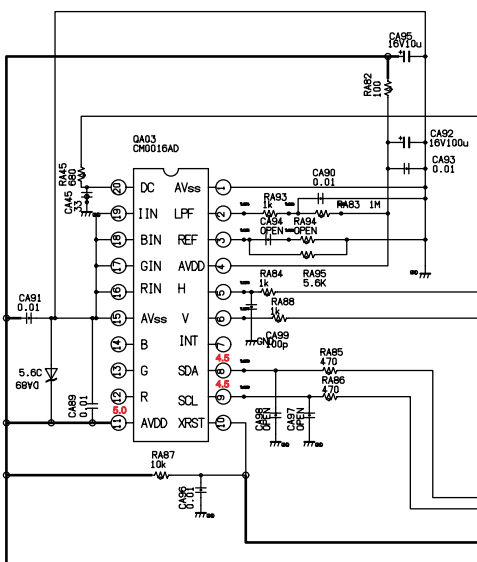 CA95
16V10u
RA82
100
CA92
16V100u
CA93
0.01
QA03
CM0016AD
RA45
680
CA45
33
20 DC AVss 1
19 IIN LPF 2
18 BIN REF 3
17 GIN AVDD 4
16 RIN H 5
15 AVss V 6
14 B INT 7
13 G SDA 8
12 R SCL 9
11 AVDD XRST 10
CA90
0.01
RA93
1k
RA83 1M
CA94
OPEN
RA94
OPEN
RA95
5.6K
RA84
1k
RA88
1k
CA99
100p
GND
CA91
0.01
5.6C
DA89
CA89
0.01
5.0
4.5
4.5
RA85
470
RA86
470
CA98
OPEN
CA97
OPEN
RA87
10k
CA96
0.01